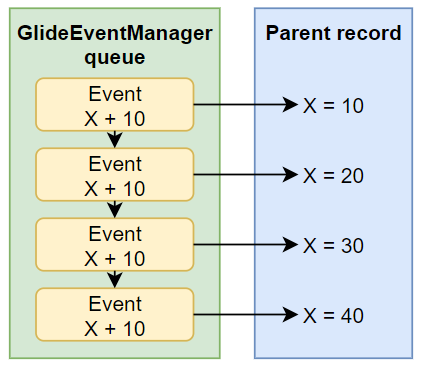 GlideEventManager
queue
Parent record
Event
X + 10
X = 10
Event
X + 10
X = 20
Event
X + 10
X = 30
Event
X + 10
X = 40